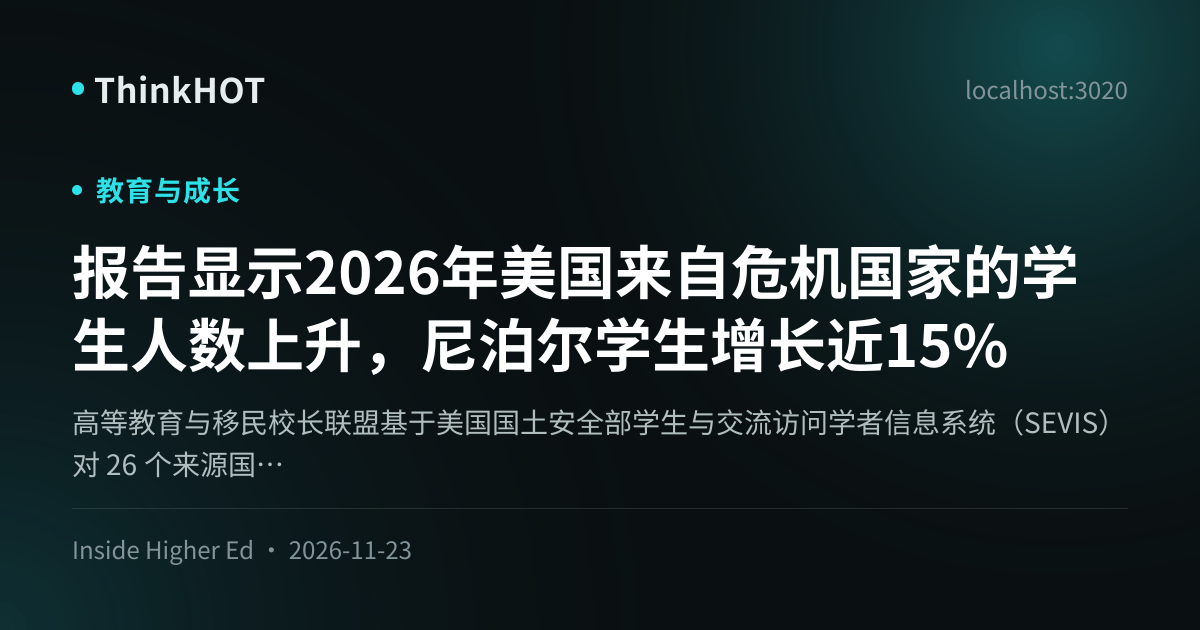 ThinkHOT
localhost:3020
教育与成长
报告显示2026年美国来自危机国家的学
生人数上升，尼泊尔学生增长近15%
高等教育与移民校长联盟基于美国国土安全部学生与交流访问学者信息系统（SEVIS）
对 26 个来源国…
Inside Higher Ed · 2026-11-23